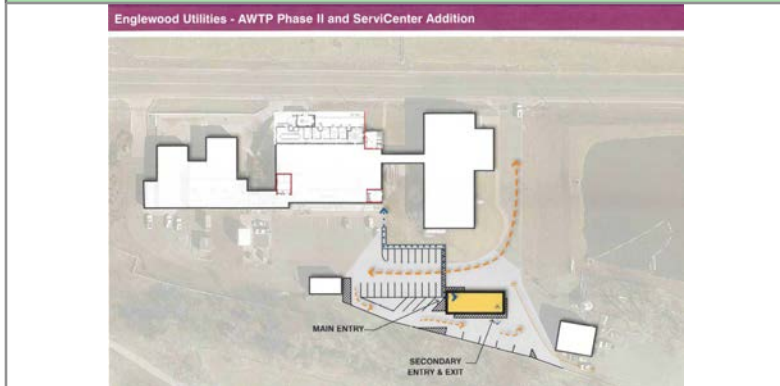 Englewood Utilities - AWTP Phase II and ServiCenter Addition
MAIN ENTRY
SECONDARY
ENTRY & EXIT